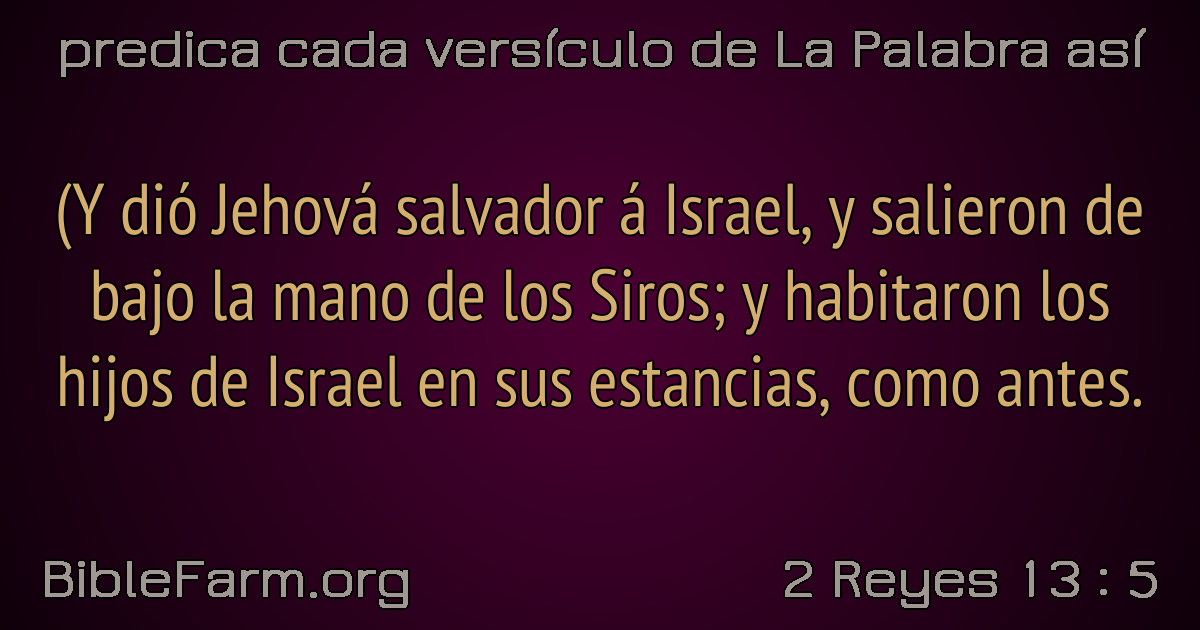 predica cada versículo de La Palabra así
(Y dió Jehová salvador á Israel, y salieron de
bajo la mano de los Siros; y habitaron los
hijos de Israel en sus estancias, como antes.
BibleFarm.org
2 Reyes 13 : 5